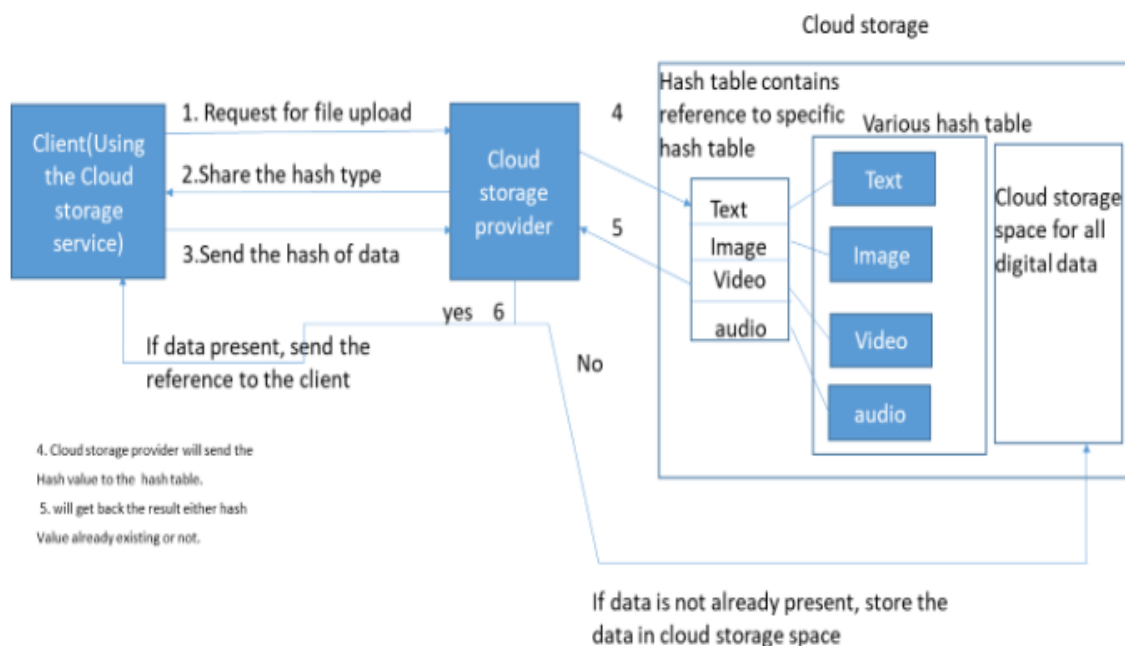 Cloud storage
1. Request for file upload
2.Share the hash type
3.Send the hash of data
Client(Using
the Cloud
storage
service)
Cloud
storage
provider
4
5
Hash table contains
reference to specific
hash table
Various hash table
Text
Image
Video
audio
Text
Image
Video
audio
Cloud storage
space for all
digital data
yes 6
If data present, send the
reference to the client
No
4. Cloud storage provider will send the
Hash value to the hash table.
5. will get back the result either hash
Value already existing or not.
If data is not already present, store the
data in cloud storage space